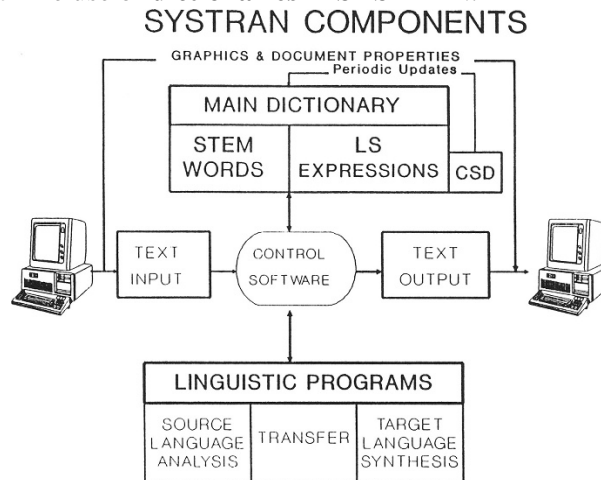 SYSTRAN COMPONENTS
GRAPHICS & DOCUMENT PROPERTIES
Periodic Updates
MAIN DICTIONARY
STEM
WORDS
LS
EXPRESSIONS
CSD
TEXT
INPUT
CONTROL
SOFTWARE
TEXT
OUTPUT
LINGUISTIC PROGRAMS
SOURCE
LANGUAGE
ANALYSIS
TRANSFER
TARGET
LANGUAGE
SYNTHESIS